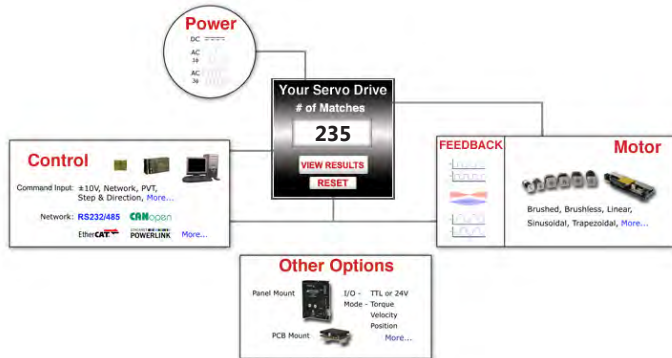 Power
DC
AC
1ø
AC
3ø
Your Servo Drive
# of Matches
235
VIEW RESULTS
RESET
Control
Command Input: ±10V, Network, PVT,
Step & Direction, More...
Network: RS232/485 CANopen
EtherCAT POWERLINK More...
FEEDBACK
Motor
Brushed, Brushless, Linear,
Sinusoidal, Trapezoidal, More...
Other Options
Panel Mount
I/O - TTL or 24V
Mode - Torque
Velocity
Position
PCB Mount
More...